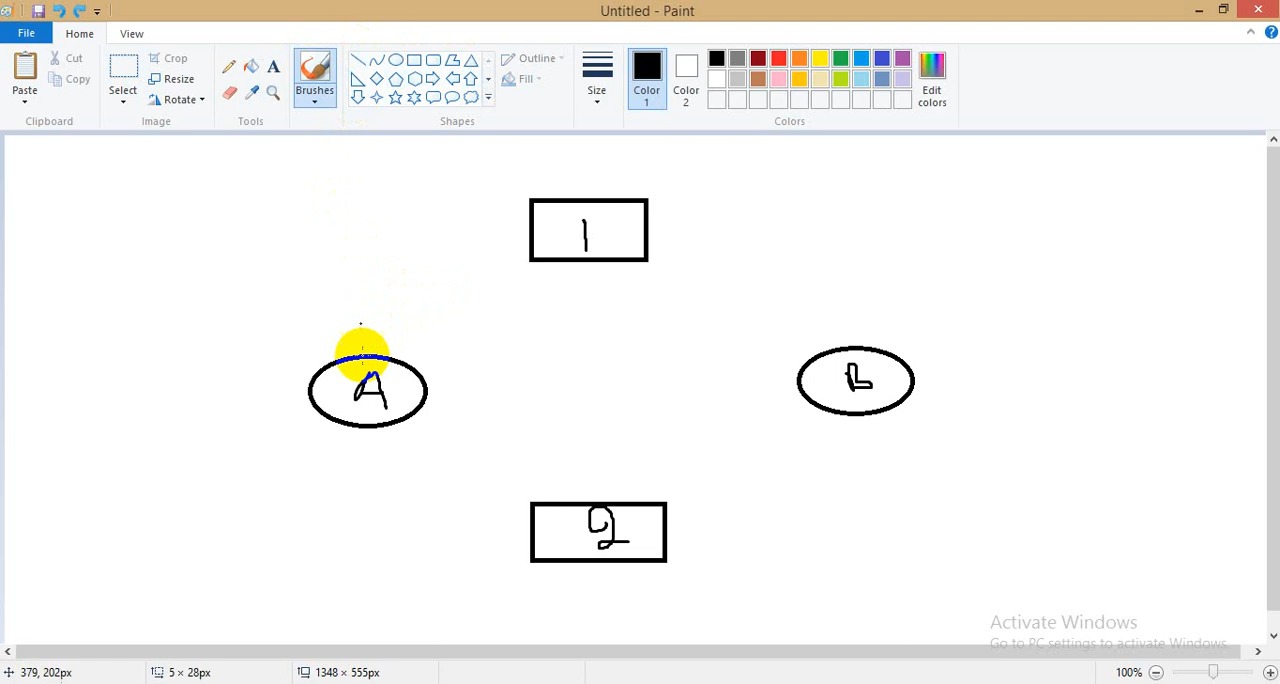 Untitled - Paint
File Home View
Cut
Copy
Paste
Clipboard
Select
Crop
Resize
Rotate
Image
Tools
Brushes
Shapes
Outline
Fill
Size
Color 1
Color 2
Edit colors
Colors
1
A
L
2
Activate Windows
Go to PC settings to activate Windows.
379, 202px 5 × 28px 1348 × 555px 100%